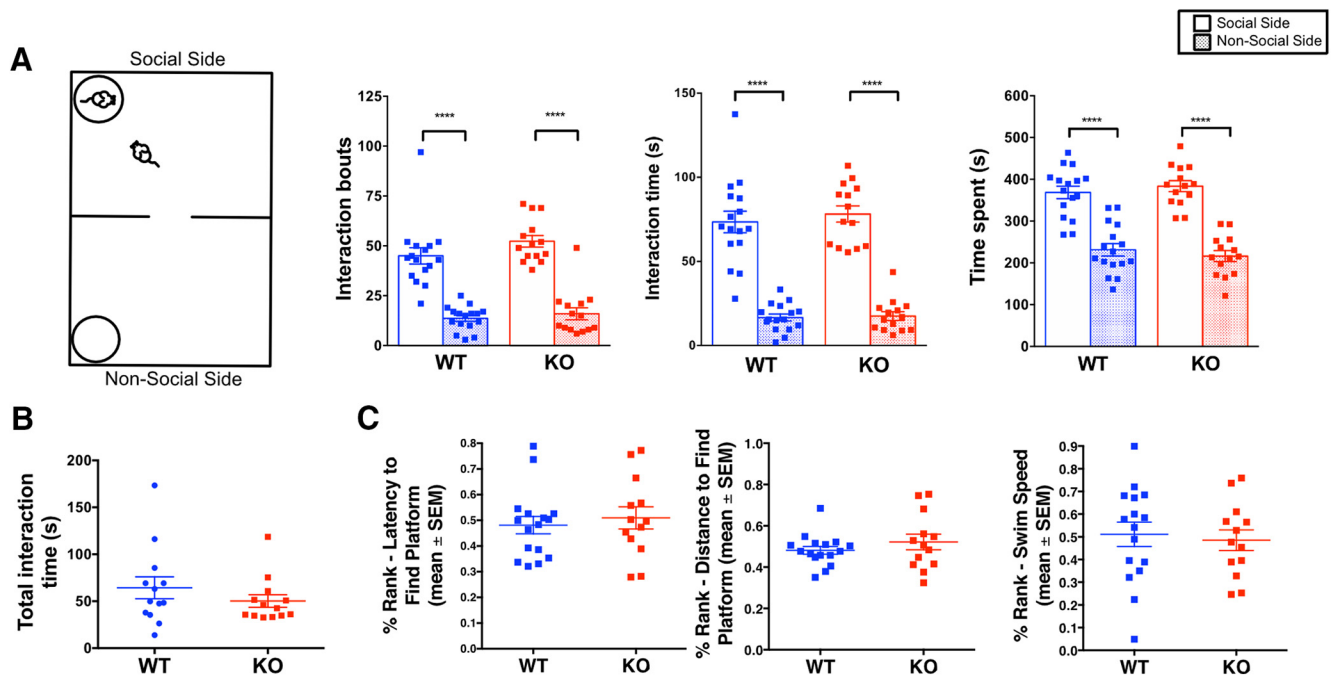 Social Side
Non-Social Side
A
Social Side
Non-Social Side
Interaction bouts
125
100
75
50
25
0
****
****
WT
KO
Interaction time (s)
150
100
50
0
****
****
WT
KO
Time spent (s)
600
500
400
300
200
100
0
****
****
WT
KO
B
Total interaction
time (s)
200
150
100
50
0
WT
KO
C
% Rank - Latency to
Find Platform
(mean ± SEM)
0.8
0.7
0.6
0.5
0.4
0.3
0.2
0.1
0.0
WT
KO
% Rank - Distance to Find
Platform (mean ± SEM)
1.0
0.8
0.6
0.4
0.2
0.0
WT
KO
% Rank - Swim Speed
(mean ± SEM)
0.9
0.8
0.7
0.6
0.5
0.4
0.3
0.2
0.1
0.0
WT
KO